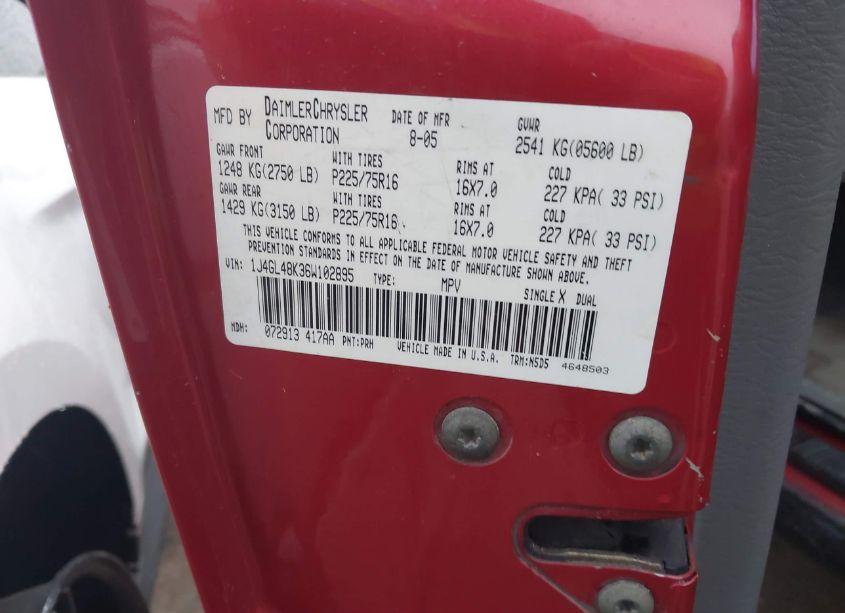 MFD BY DAIMLERCHRYSLER CORPORATION DATE OF MFR 8-05 GVWR 2541 KG(05600 LB)
GAWR FRONT WITH TIRES RIMS AT COLD
1248 KG(2750 LB) P225/75R16 16X7.0 227 KPA( 33 PSI)
GAWR REAR WITH TIRES RIMS AT COLD
1429 KG(3150 LB) P225/75R16 16X7.0 227 KPA( 33 PSI)
THIS VEHICLE CONFORMS TO ALL APPLICABLE FEDERAL MOTOR VEHICLE SAFETY AND THEFT
PREVENTION STANDARDS IN EFFECT ON THE DATE OF MANUFACTURE SHOWN ABOVE.
VIN: 1J4GL48K36W102895 TYPE: MPV SINGLE X DUAL
MDH: 072913 417AA PNT:PRH VEHICLE MADE IN U.S.A. TRM:N5D5 4648503